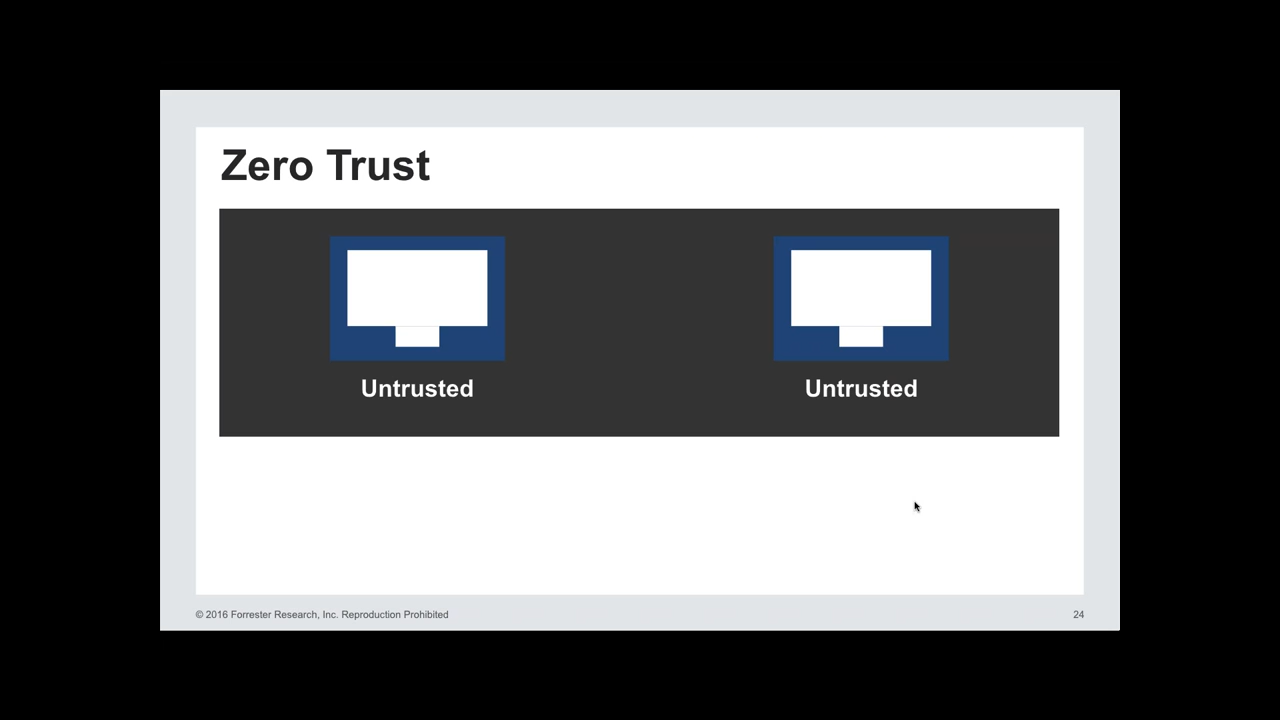 Zero Trust
Untrusted
Untrusted
© 2016 Forrester Research, Inc. Reproduction Prohibited
24